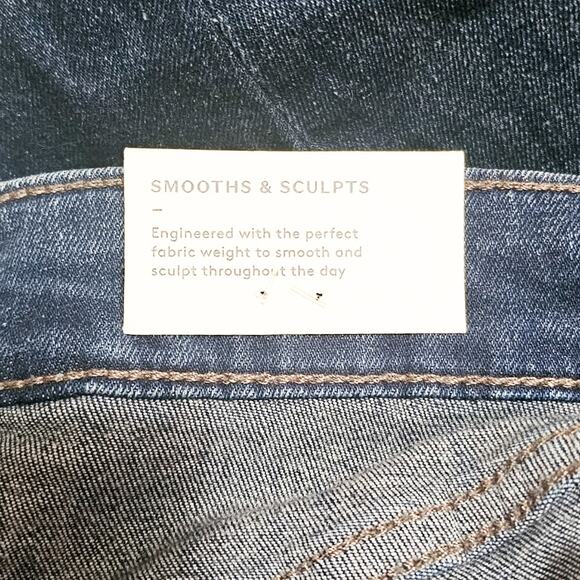 SMOOTHS & SCULPTS
–
Engineered with the perfect
fabric weight to smooth and
sculpt throughout the day